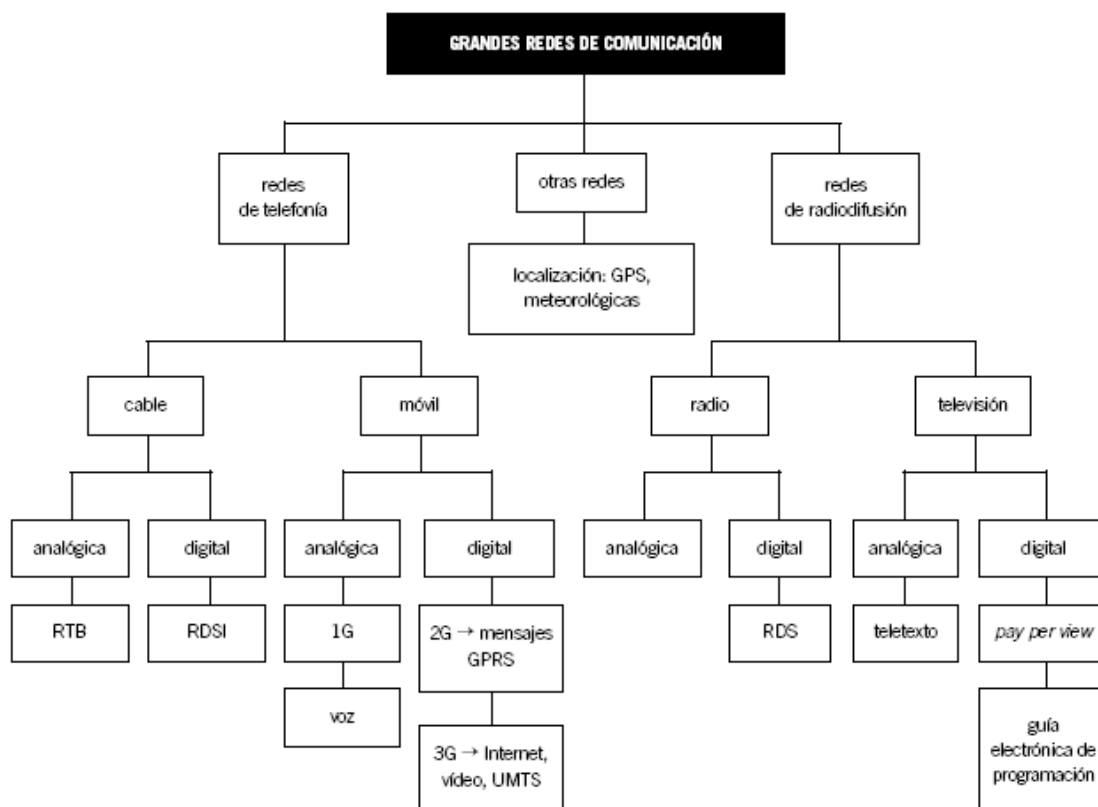 GRANDES REDES DE COMUNICACIÓN
redes
de telefonía
otras redes
redes
de radiodifusión
localización: GPS,
meteorológicas
cable
móvil
radio
televisión
analógica
digital
analógica
digital
analógica
digital
analógica
digital
RTB
RDSI
1G
2G → mensajes
GPRS
RDS
teletexto
pay per view
voz
3G → Internet,
vídeo, UMTS
guía
electrónica de
programación